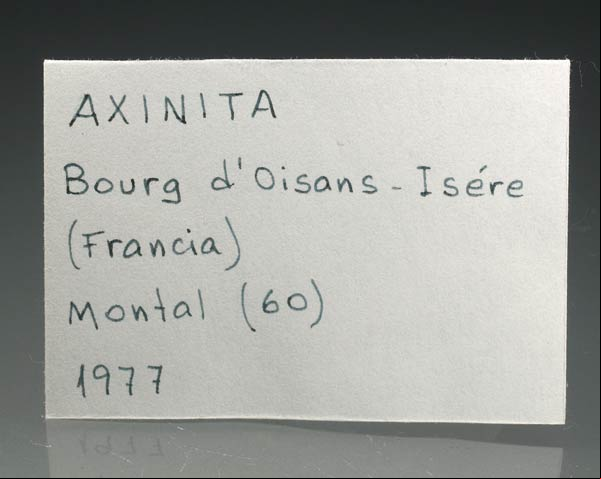 AXINITA
Bourg d'Oisans - Isére
(Francia)
Montal (60)
1977